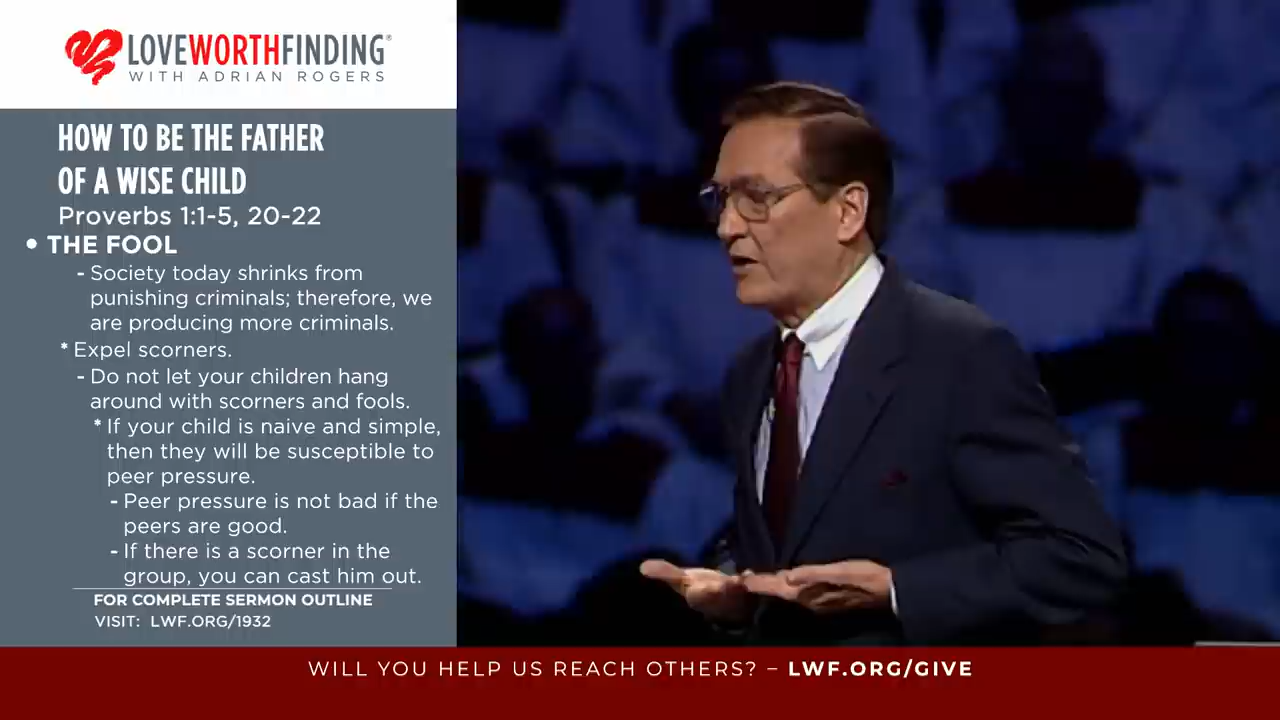 LOVEWORTHFINDING®
WITH ADRIAN ROGERS
HOW TO BE THE FATHER
OF A WISE CHILD
Proverbs 1:1-5, 20-22
• THE FOOL
- Society today shrinks from
punishing criminals; therefore, we
are producing more criminals.
* Expel scorners.
- Do not let your children hang
around with scorners and fools.
* If your child is naive and simple,
then they will be susceptible to
peer pressure.
- Peer pressure is not bad if the
peers are good.
- If there is a scorner in the
group, you can cast him out.
FOR COMPLETE SERMON OUTLINE
VISIT: LWF.ORG/1932
WILL YOU HELP US REACH OTHERS? – LWF.ORG/GIVE